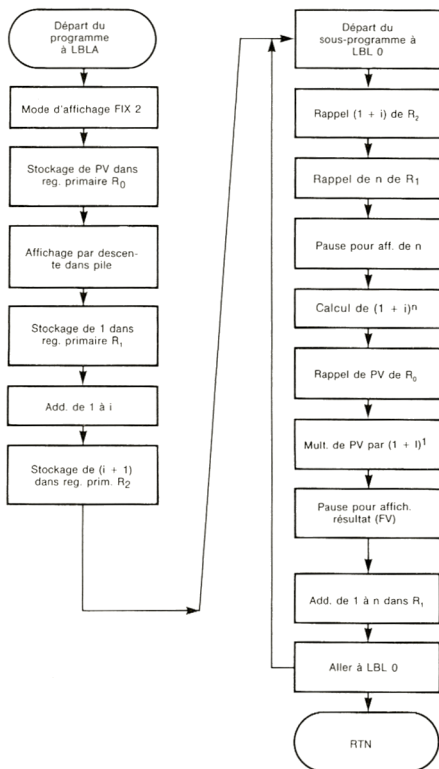 Départ du
programme
à LBLA
Mode d'affichage FIX 2
Stockage de PV dans
reg. primaire R₀
Affichage par descen-
te dans pile
Stockage de 1 dans
reg. primaire R₁
Add. de 1 à i
Stockage de (i + 1)
dans reg. prim. R₂
Départ du
sous-programme à
LBL 0
Rappel (1 + i) de R₂
Rappel de n de R₁
Pause pour aff. de n
Calcul de (1 + i)ⁿ
Rappel de PV de R₀
Mult. de PV par (1 + I)¹
Pause pour affich.
résultat (FV)
Add. de 1 à n dans R₁
Aller à LBL 0
RTN